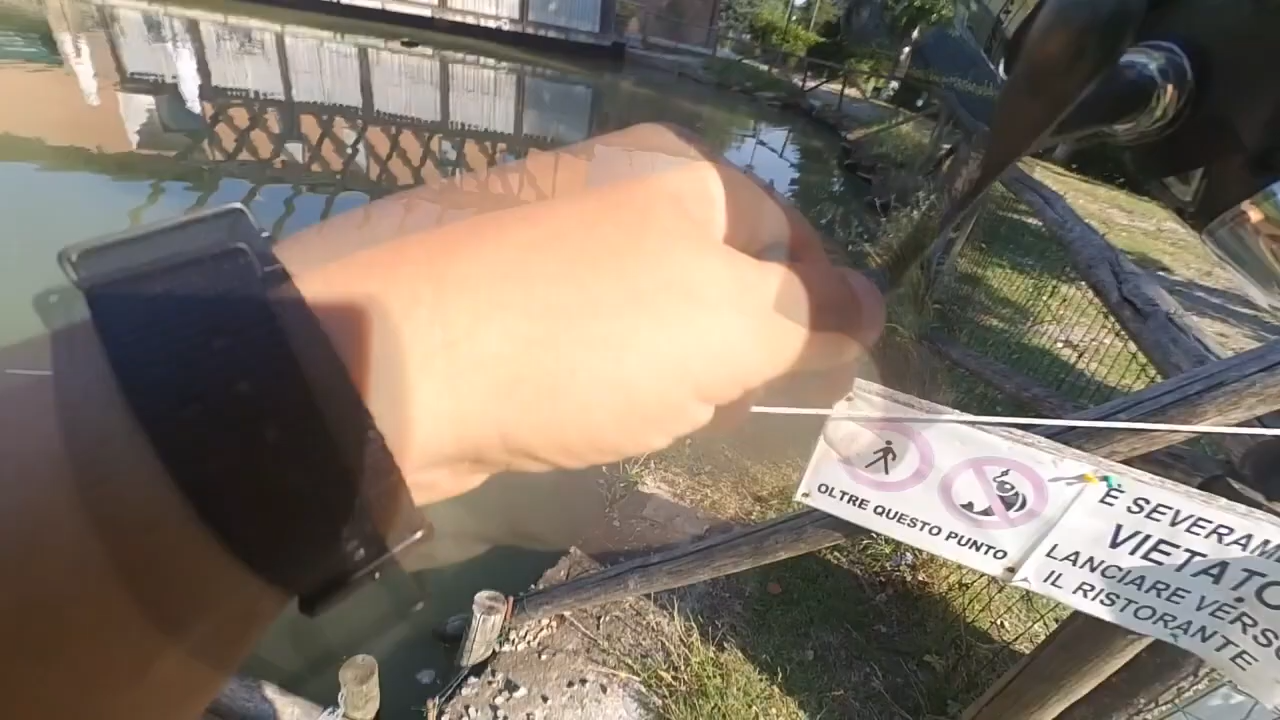 OLTRE QUESTO PUNTO
È SEVERAM
VIETATO
LANCIARE VERSO
IL RISTORANTE